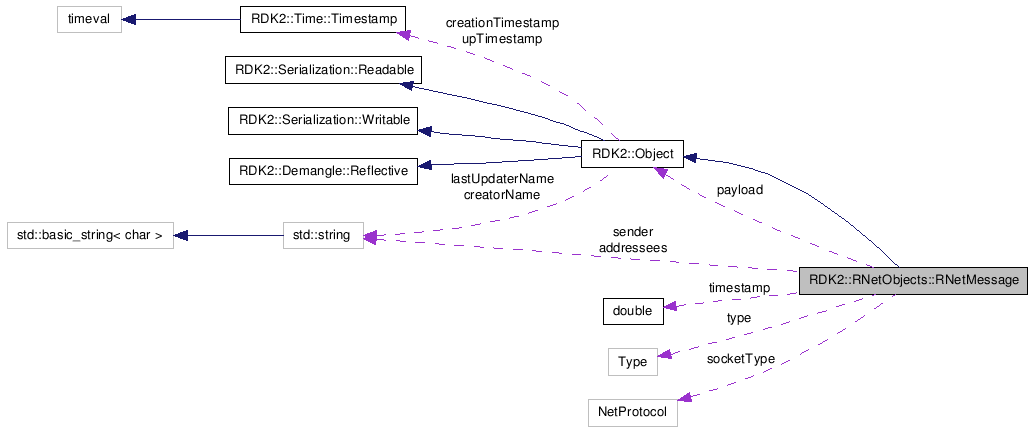 timeval
RDK2::Time::Timestamp
creationTimestamp
upTimestamp
RDK2::Serialization::Readable
RDK2::Serialization::Writable
RDK2::Object
RDK2::Demangle::Reflective
lastUpdaterName
creatorName
payload
std::basic_string< char >
std::string
sender
addressees
RDK2::RNetObjects::RNetMessage
timestamp
double
type
Type
socketType
NetProtocol